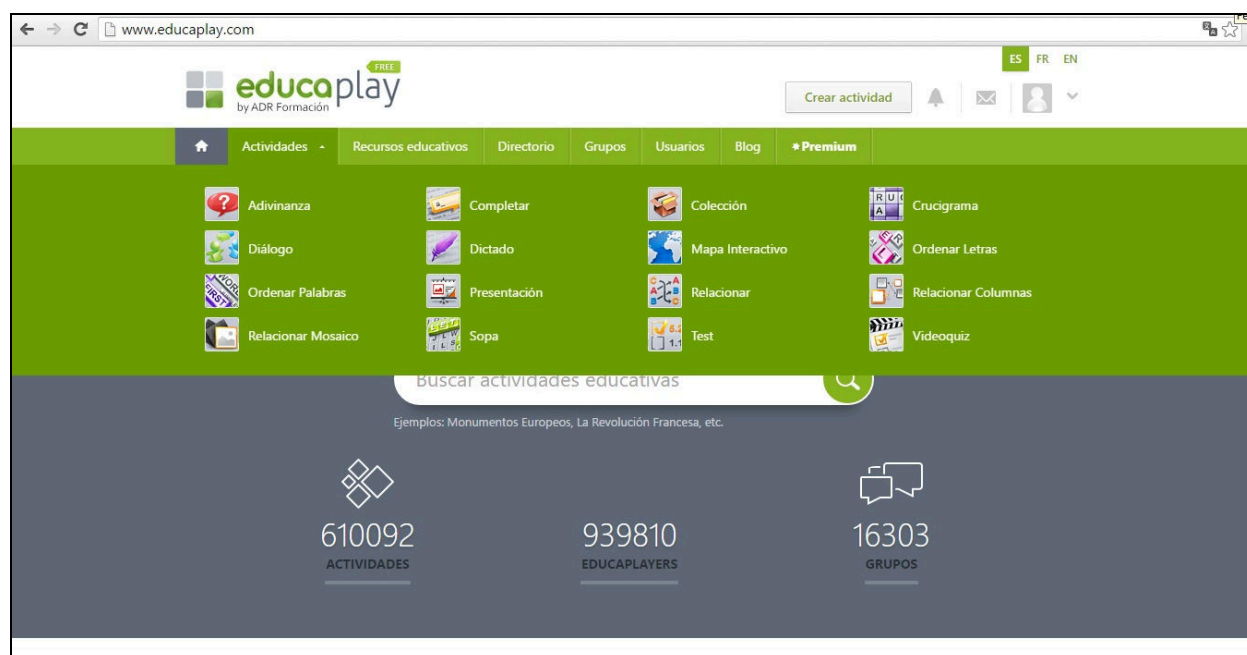 www.educaplay.com
ES FR EN
FREE
educaplay
by ADR Formación
Crear actividad
Actividades Recursos educativos Directorio Grupos Usuarios Blog Premium
Adivinanza Completar Colección Crucigrama
Diálogo Dictado Mapa Interactivo Ordenar Letras
Ordenar Palabras Presentación Relacionar Relacionar Columnas
Relacionar Mosaico Sopa Test Videoquiz
Buscar actividades educativas
Ejemplos: Monumentos Europeos, La Revolución Francesa, etc.
610092 939810 16303
ACTIVIDADES EDUCAPLAYERS GRUPOS